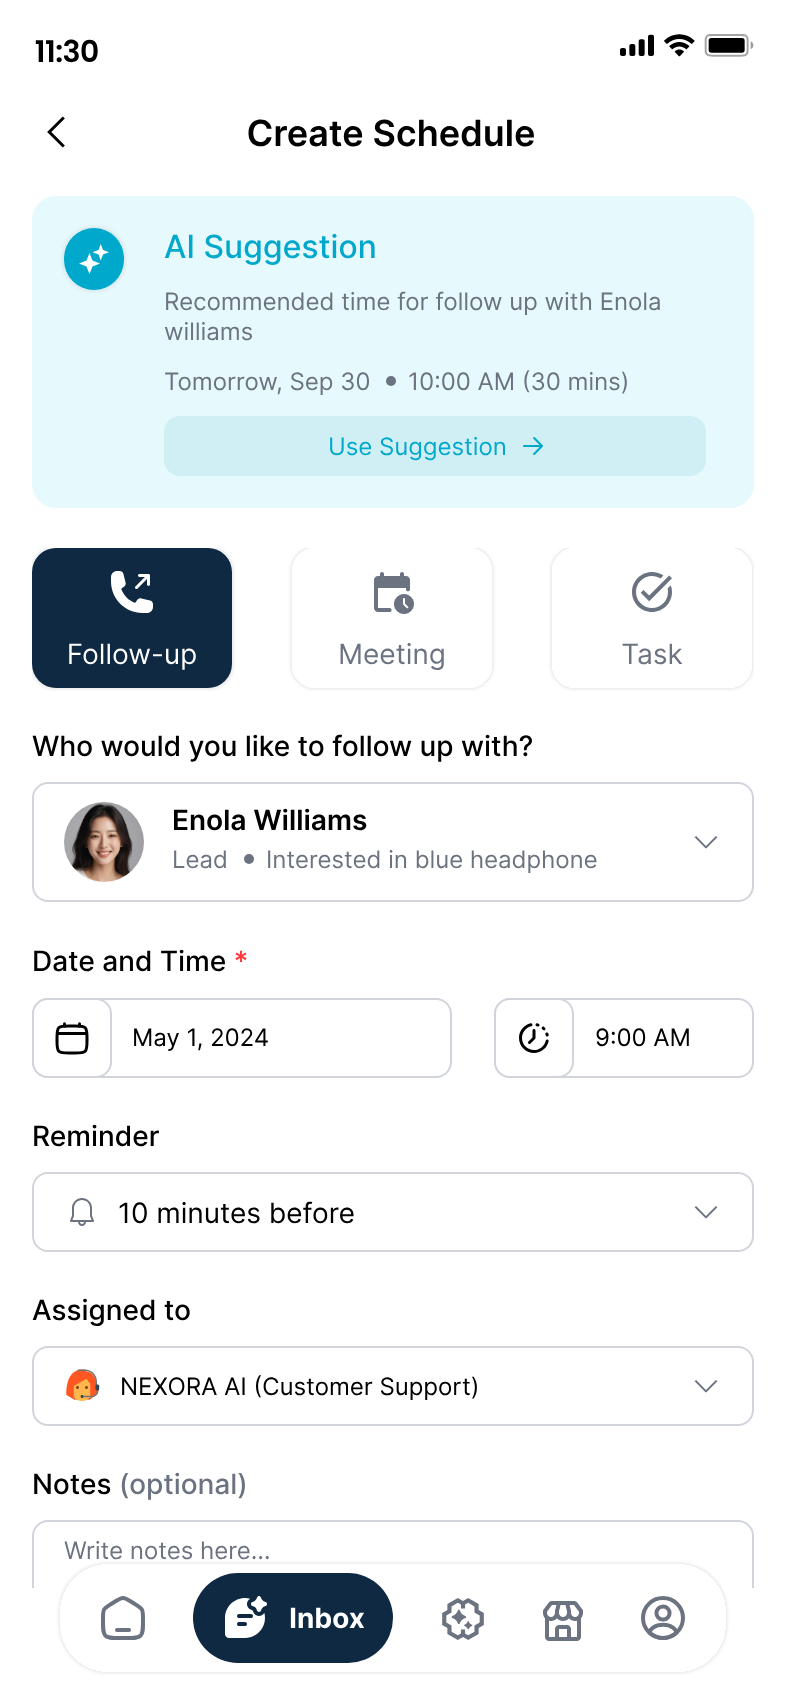 11:30
Create Schedule
AI Suggestion
Recommended time for follow up with Enola
williams
Tomorrow, Sep 30 • 10:00 AM (30 mins)
Use Suggestion →
Follow-up
Meeting
Task
Who would you like to follow up with?
Enola Williams
Lead • Interested in blue headphone
Date and Time *
May 1, 2024
9:00 AM
Reminder
10 minutes before
Assigned to
NEXORA AI (Customer Support)
Notes (optional)
Write notes here...
Inbox